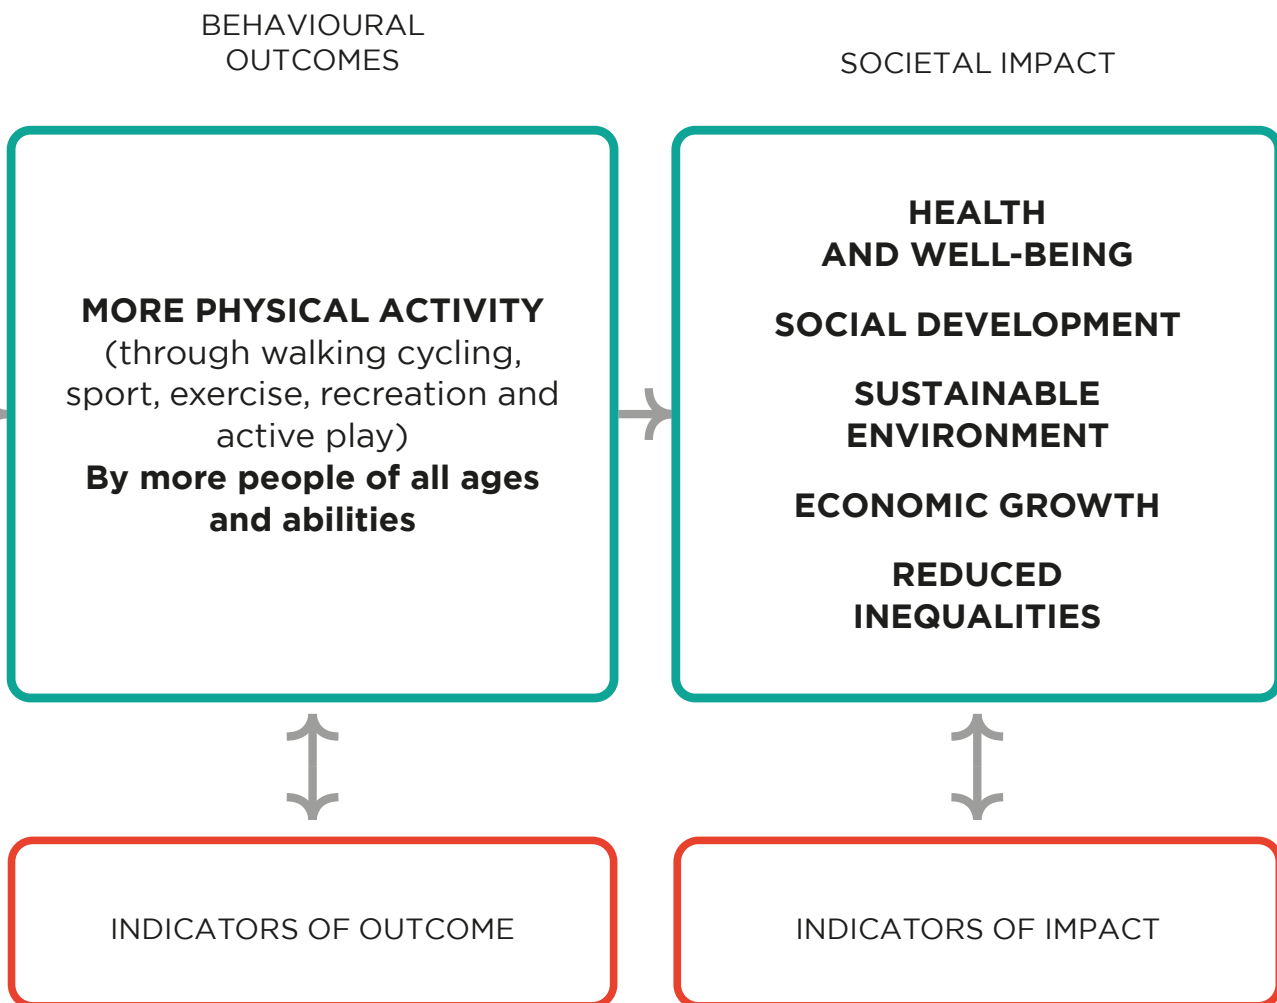 BEHAVIOURAL
OUTCOMES
SOCIETAL IMPACT
MORE PHYSICAL ACTIVITY
(through walking cycling,
sport, exercise, recreation and
active play)
By more people of all ages
and abilities
HEALTH
AND WELL-BEING
SOCIAL DEVELOPMENT
SUSTAINABLE
ENVIRONMENT
ECONOMIC GROWTH
REDUCED
INEQUALITIES
INDICATORS OF OUTCOME
INDICATORS OF IMPACT